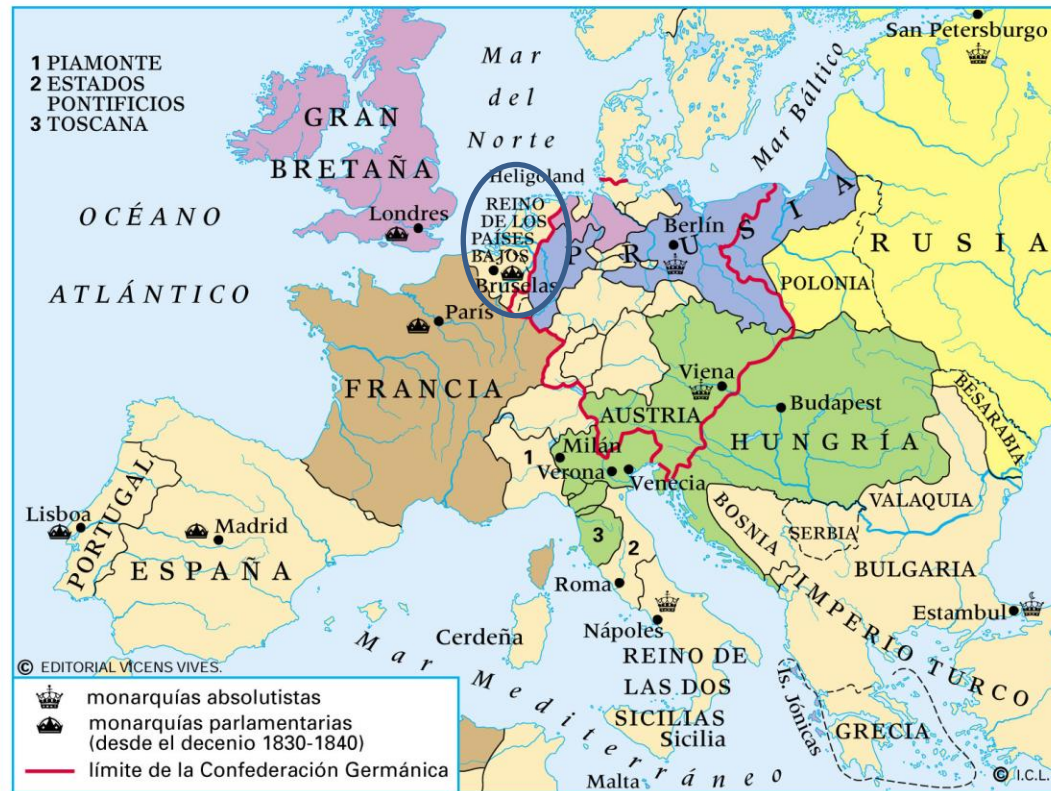 1 PIAMONTE
2 ESTADOS
PONTIFICIOS
3 TOSCANA
GRAN
BRETAÑA
Mar
del
Norte
Mar Báltico
San Petersburgo
Heligoland
REINO
DE LOS
PAÍSES
BAJOS
Bruselas
Londres
OCÉANO
ATLÁNTICO
Berlín
PRUSIA
RUSIA
POLONIA
París
FRANCIA
Viena
AUSTRIA
Budapest
HUNGRÍA
BESARABIA
1
Milán
Verona
Venecia
VALAQUIA
BOSNIA
SERBIA
BULGARIA
Lisboa
PORTUGAL
Madrid
ESPAÑA
3
2
Roma
Nápoles
Estambul
IMPERIO TURCO
Cerdeña
REINO DE
LAS DOS
SICILIAS
Sicilia
Is. Jónicas
GRECIA
Mar Mediterráneo
Malta
© EDITORIAL VICENS VIVES.
monarquías absolutistas
monarquías parlamentarias
(desde el decenio 1830-1840)
límite de la Confederación Germánica
© I.C.L.